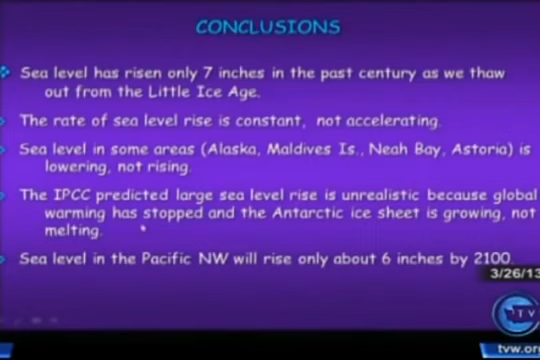 CONCLUSIONS
Sea level has risen only 7 inches in the past century as we thaw
out from the Little Ice Age.
The rate of sea level rise is constant, not accelerating.
Sea level in some areas (Alaska, Maldives Is., Neah Bay, Astoria) is
lowering, not rising.
The IPCC predicted large sea level rise is unrealistic because global
warming has stopped and the Antarctic ice sheet is growing, not
melting.
Sea level in the Pacific NW will rise only about 6 inches by 2100.
3/26/13
TVW
tvw.org